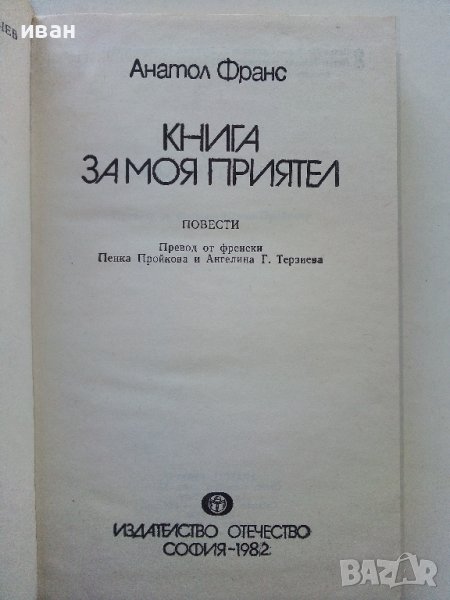 иван
Анатол Франс
КНИГА
ЗА МОЯ ПРИЯТЕЛ
ПОВЕСТИ
Превод от френски
Пенка Пройкова и Ангелина Г. Терзиева
ИЗДАТЕЛСТВО ОТЕЧЕСТВО
СОФИЯ-1982
BAZAR